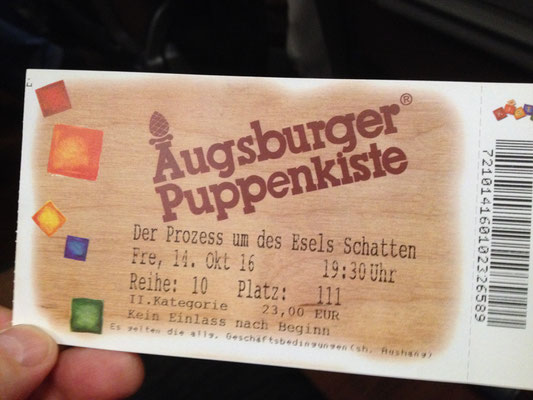 Augsburger®
Puppenkiste
Der Prozess um des Esels Schatten
Fre, 14. Okt 16 19:30 Uhr
Reihe: 10 Platz: 111
II.Kategorie 23,00 EUR
Kein Einlass nach Beginn
Es gelten die allg. Geschäftsbedingungen(sh. Aushang)
721014160102326589